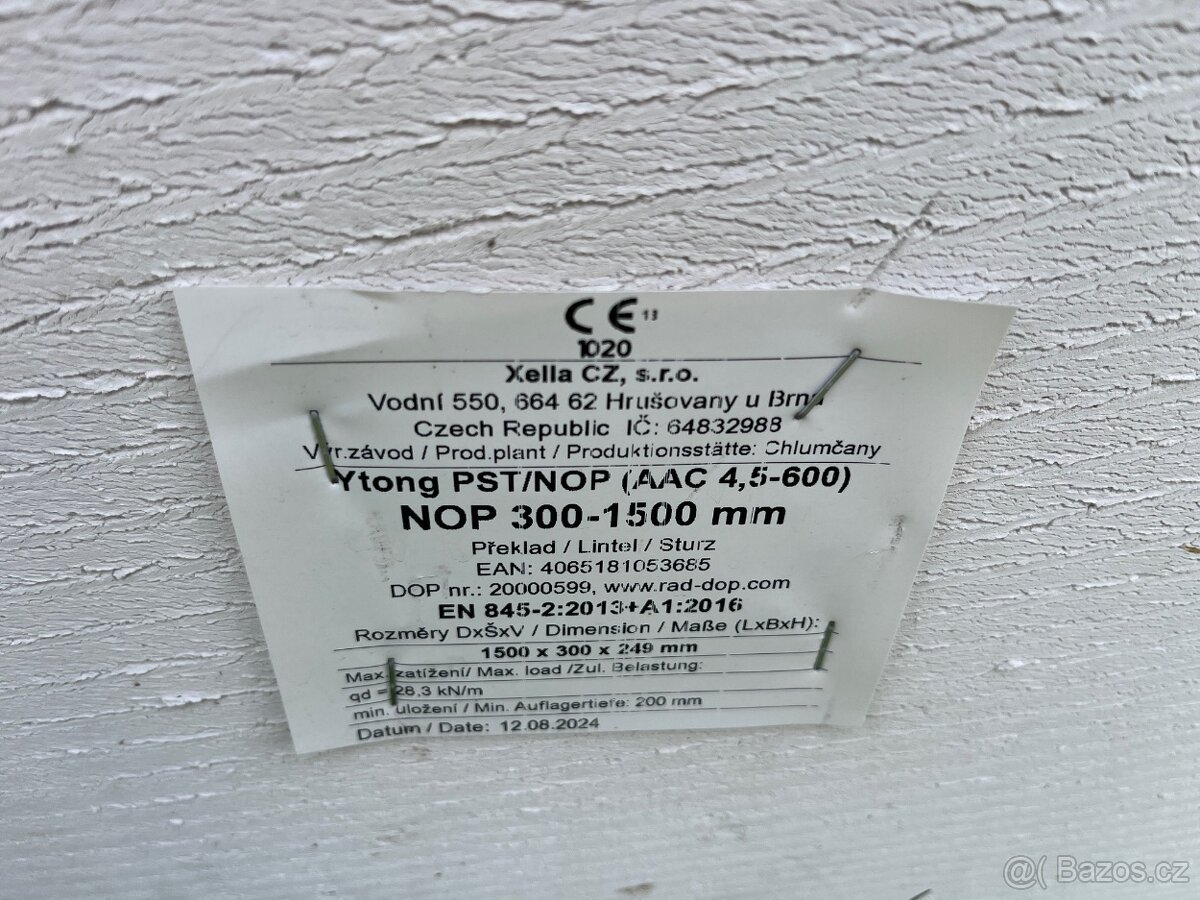 CE 13
1020
Xella CZ, s.r.o.
Vodní 550, 664 62 Hrušovany u Brna
Czech Republic IČ: 64832988
Výr.závod / Prod.plant / Produktionsstätte: Chlumčany
Ytong PST/NOP (AAC 4,5-600)
NOP 300-1500 mm
Překlad / Lintel / Sturz
EAN: 4065181053685
DOP nr.: 20000599, www.rad-dop.com
EN 845-2:2013+A1:2016
Rozměry DxŠxV / Dimension / Maße (LxBxH):
1500 x 300 x 249 mm
Max. zatížení/ Max. load /Zul. Belastung:
qd = 28,3 kN/m
min. uložení / Min. Auflagertiefe: 200 mm
Datum / Date: 12.08.2024
@( Bazos.cz